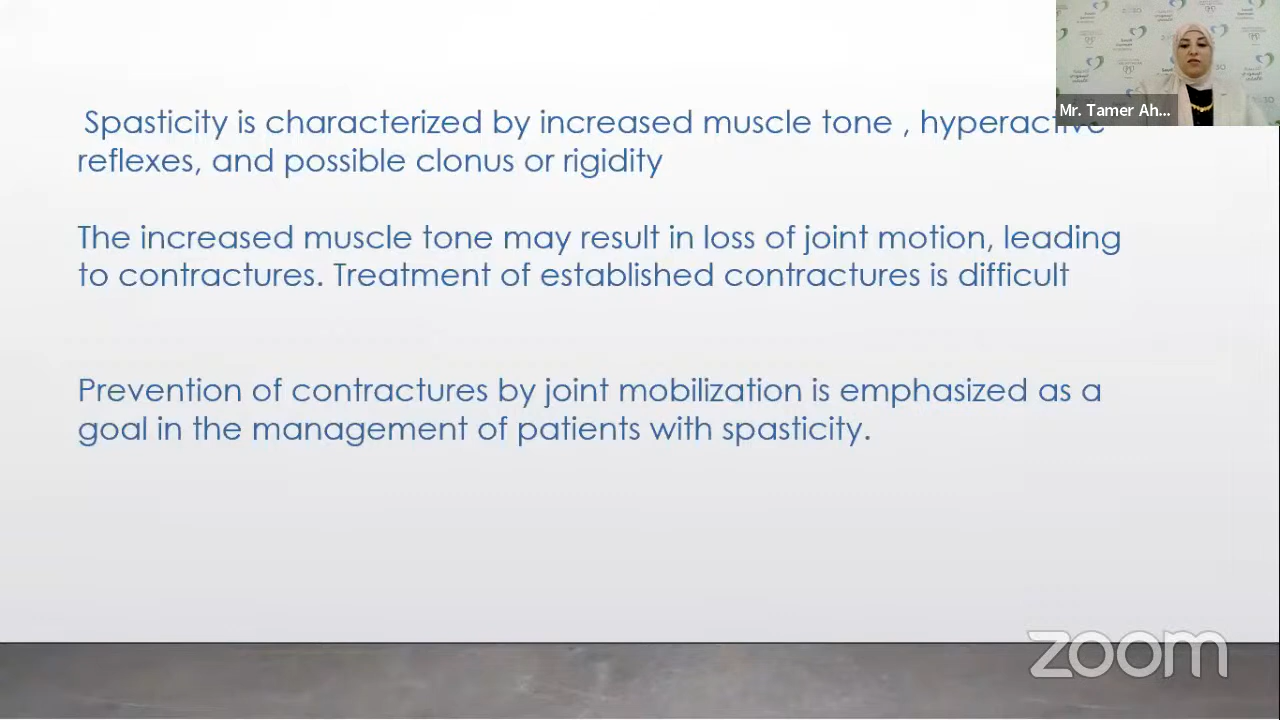 Mr. Tamer Ah...
Spasticity is characterized by increased muscle tone , hyperactive
reflexes, and possible clonus or rigidity
The increased muscle tone may result in loss of joint motion, leading
to contractures. Treatment of established contractures is difficult
Prevention of contractures by joint mobilization is emphasized as a
goal in the management of patients with spasticity.
zoom